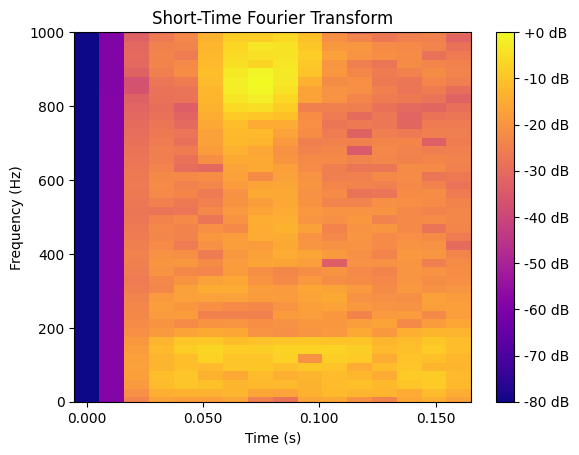 Short-Time Fourier Transform
1000
800
600
400
200
0
Frequency (Hz)
0.000
0.050
0.100
0.150
Time (s)
+0 dB
-10 dB
-20 dB
-30 dB
-40 dB
-50 dB
-60 dB
-70 dB
-80 dB